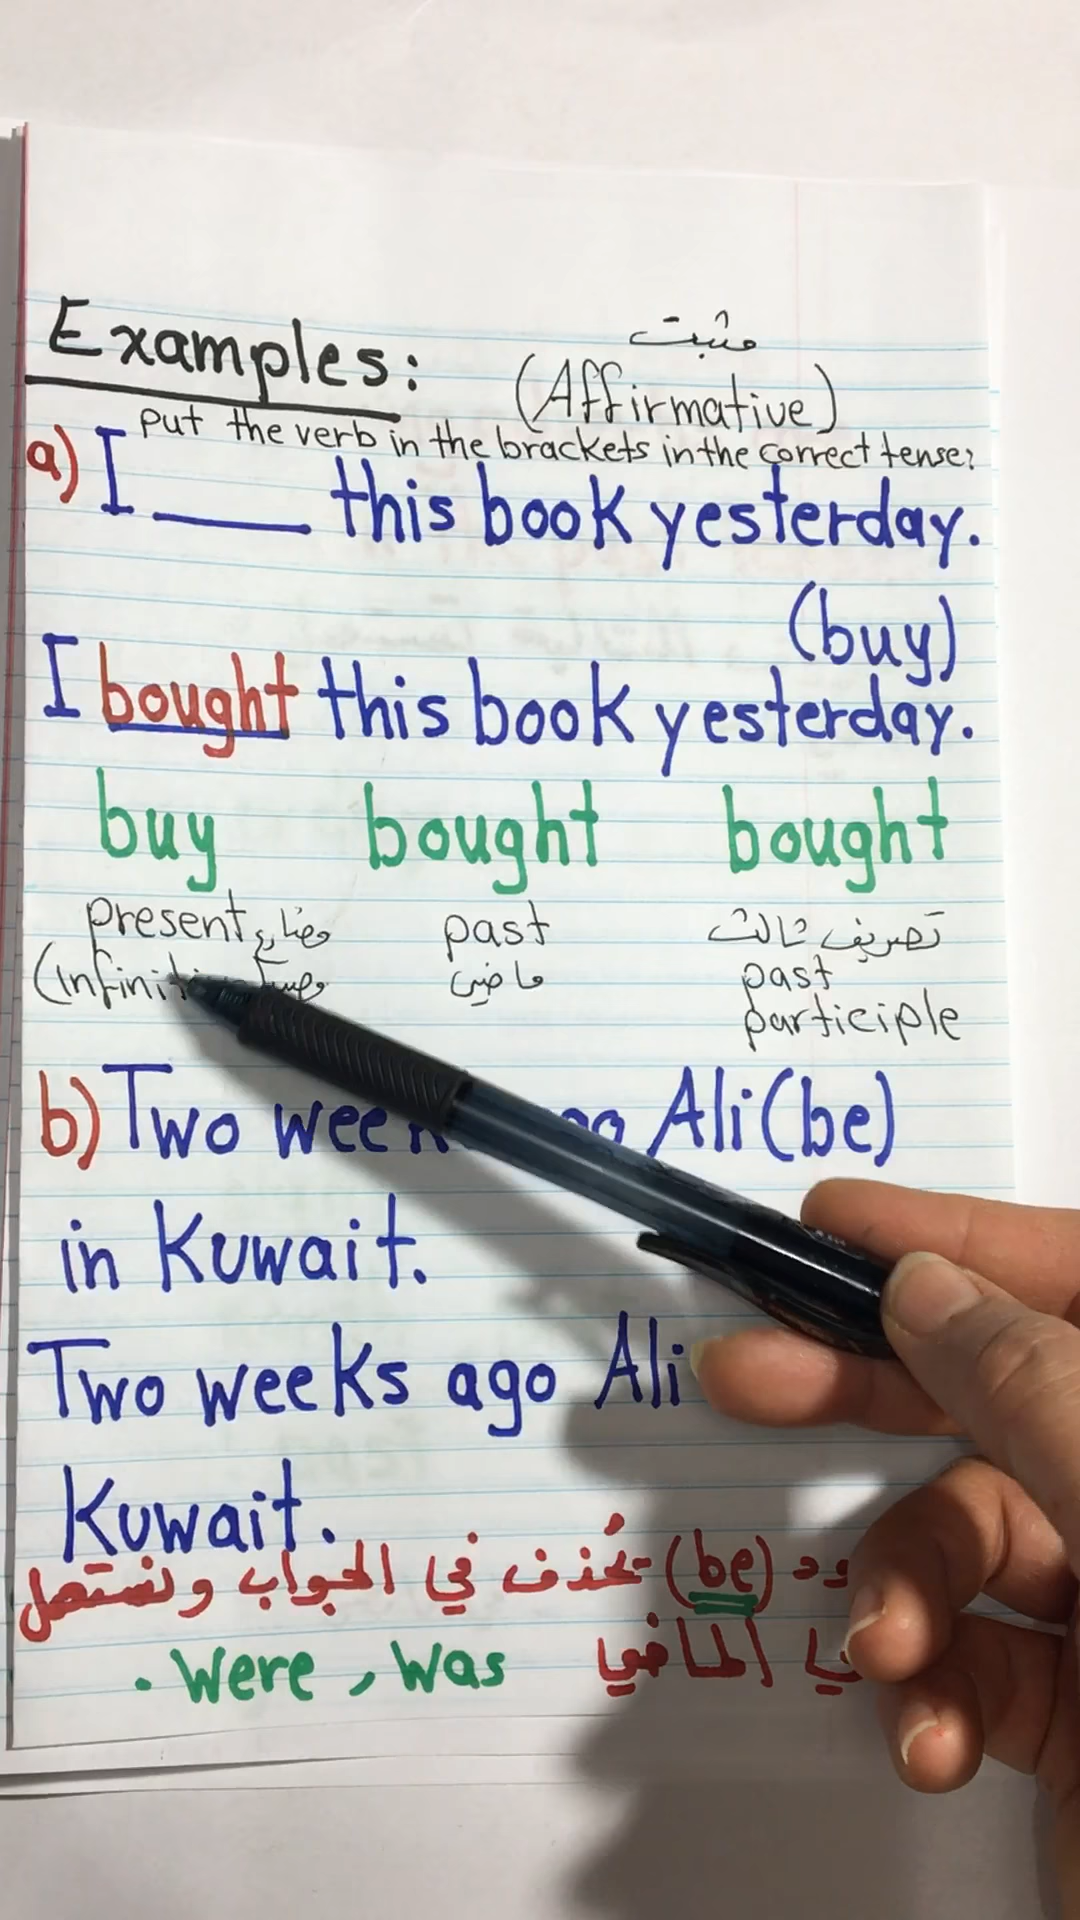 Examples:
مثبت
(Affirmative)
put the verb in the brackets in the correct tense:
a) I ____ this book yesterday.
(buy)
I bought this book yesterday.
buy bought bought
present مضارع past ماضي تصريف ثالث
past
participle
b) Two Ali (be)
in Kuwait.
Two weeks ago Ali
Kuwait.
(be) تُحذف في الجواب ونستعمل
الماضي was , were .